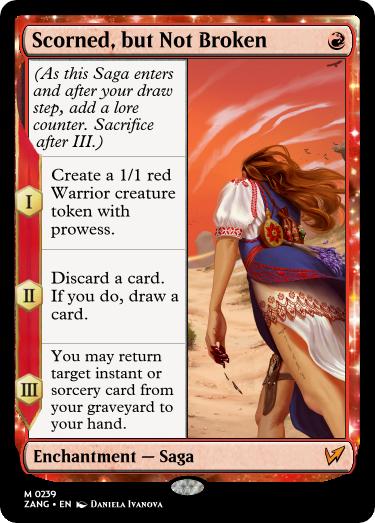 Scorned, but Not Broken
(As this Saga enters
and after your draw
step, add a lore
counter. Sacrifice
after III.)
I
Create a 1/1 red
Warrior creature
token with
prowess.
II
Discard a card.
If you do, draw a
card.
III
You may return
target instant or
sorcery card from
your graveyard to
your hand.
Enchantment — Saga
M 0239
ZANG • EN Daniela Ivanova